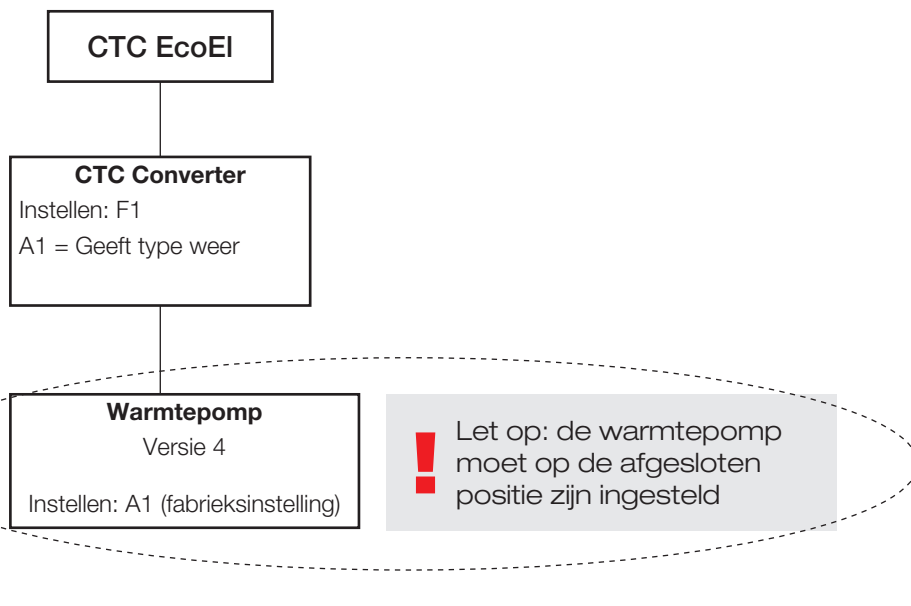 CTC EcoEl
CTC Converter
Instellen: F1
A1 = Geeft type weer
Warmtepomp
Versie 4
Instellen: A1 (fabrieksinstelling)
!
Let op: de warmtepomp
moet op de afgesloten
positie zijn ingesteld